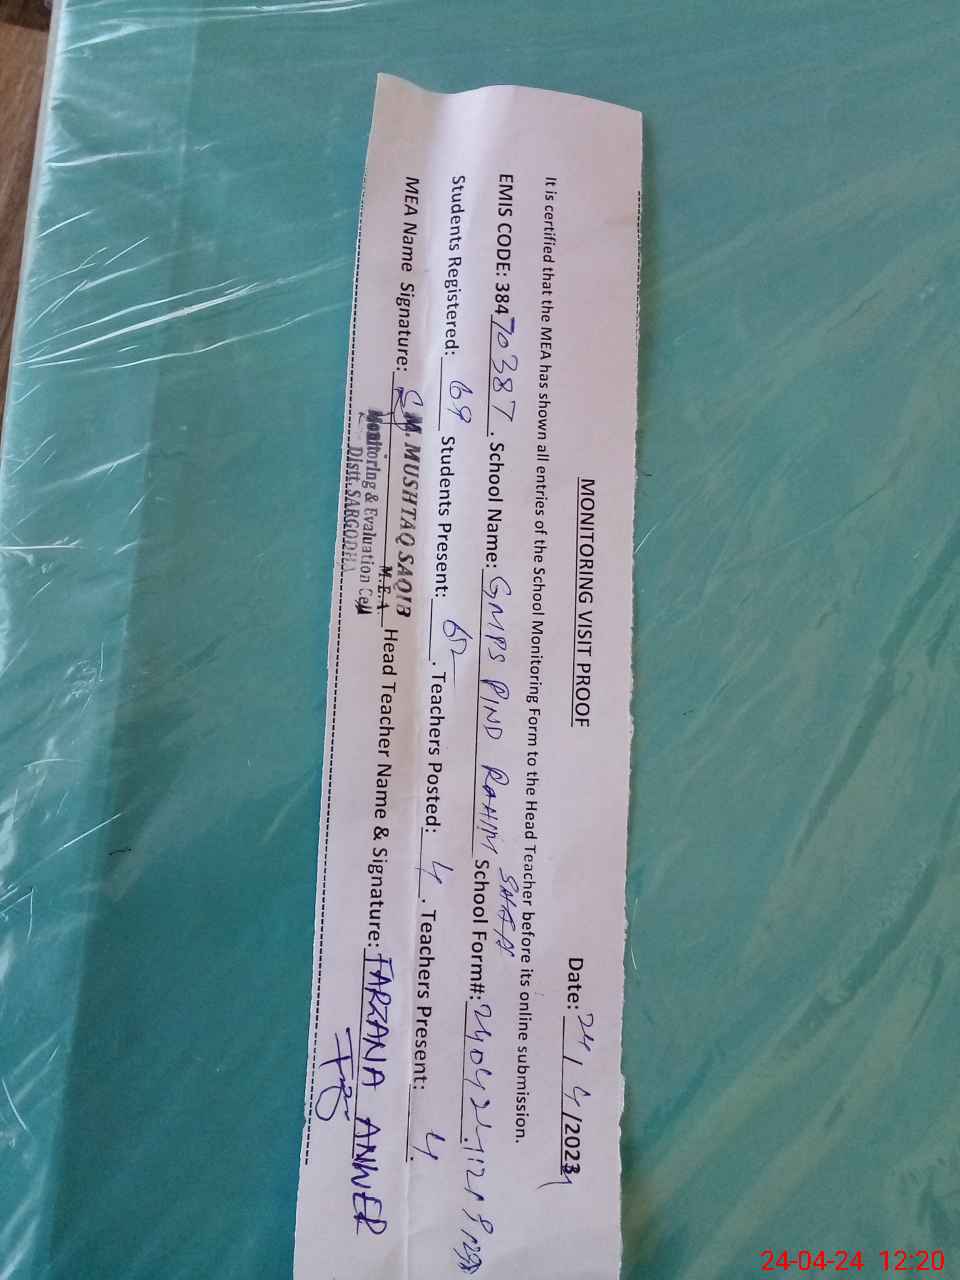 MONITORING VISIT PROOF
Date: 24/4/2024
It is certified that the MEA has shown all entries of the School Monitoring Form to the Head Teacher before its online submission.
EMIS CODE: 38470387. School Name: GMPS PIND RAHIM SHAH School Form#:
Students Registered: 69 Students Present: 62. Teachers Posted: 4. Teachers Present: 4.
MEA Name Signature: M. MUSHTAQ SAQIB Head Teacher Name & Signature: FARZANA ANWER
M.E.A
Monitoring & Evaluation Cell
Distt. SARGODHA
24-04-24 12:20